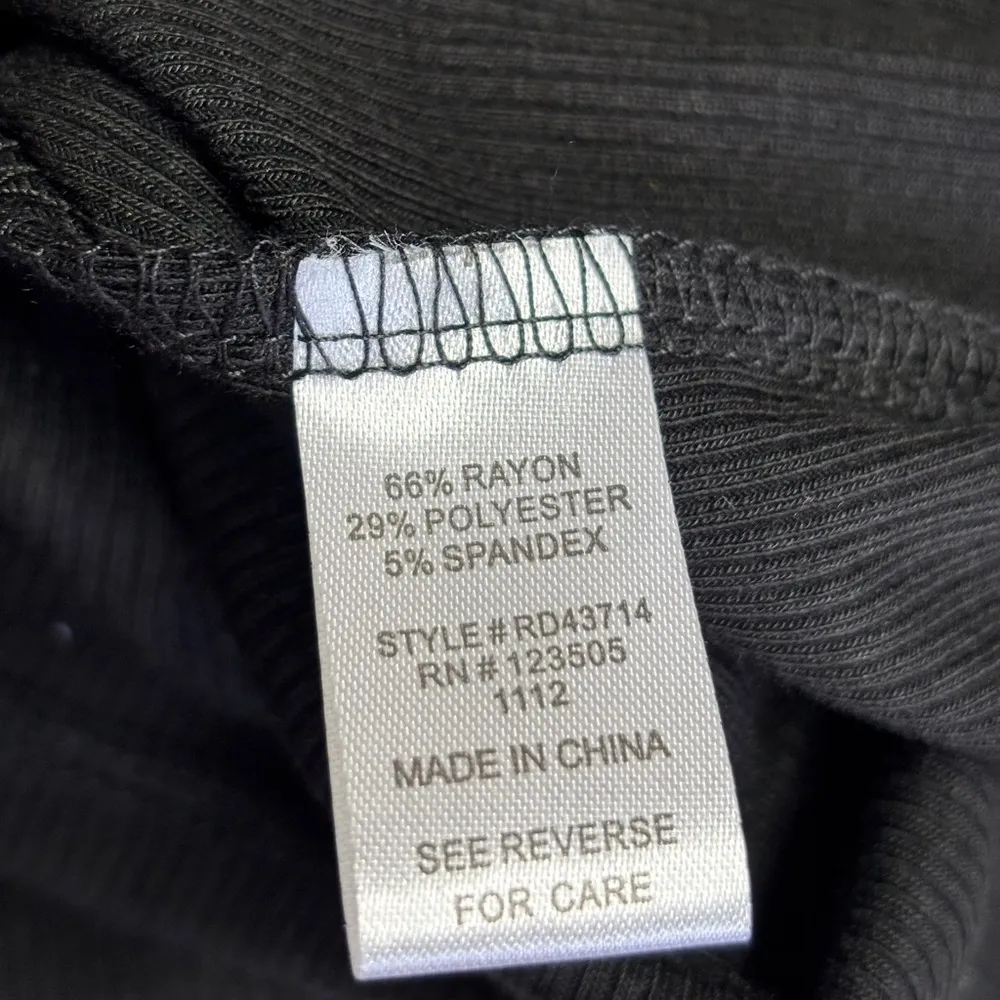 66% RAYON
29% POLYESTER
5% SPANDEX
STYLE # RD43714
RN # 123505
1112
MADE IN CHINA
SEE REVERSE
FOR CARE